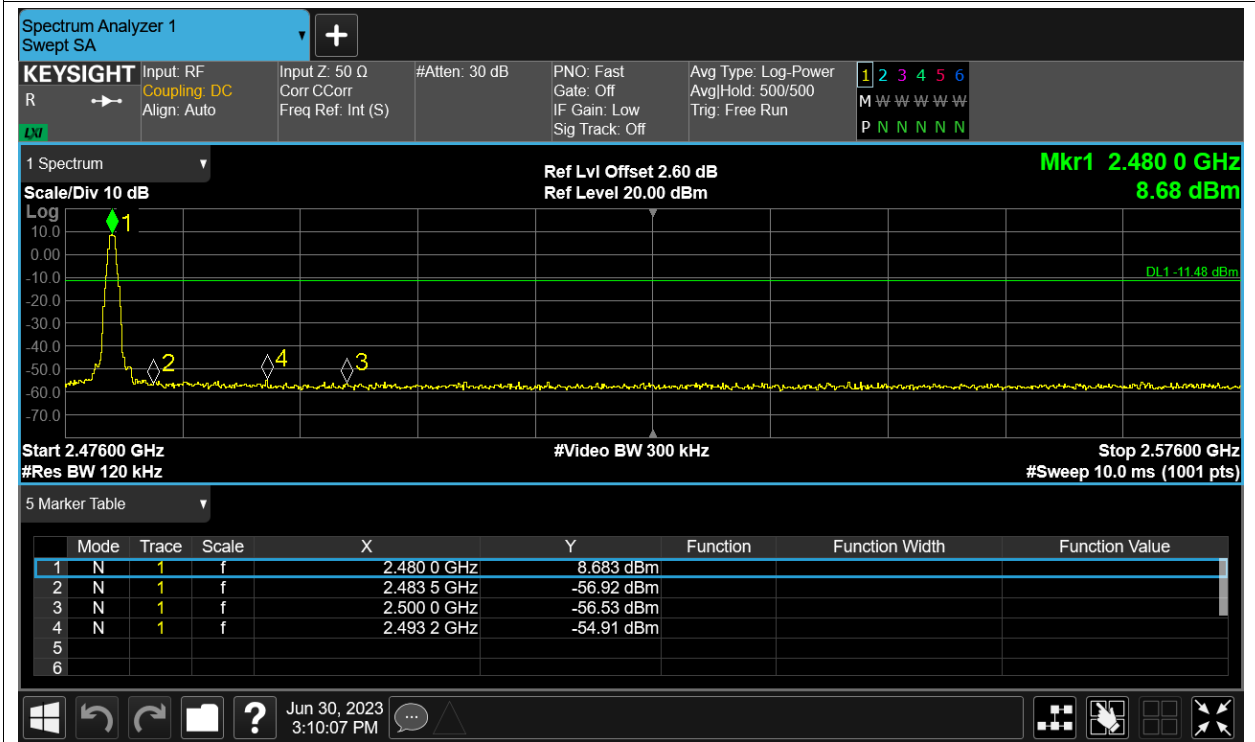 Spectrum Analyzer 1
Swept SA
KEYSIGHT Input: RF Input Z: 50 Ω #Atten: 30 dB PNO: Fast Avg Type: Log-Power 1 2 3 4 5 6
R Coupling: DC Corr CCorr Gate: Off Avg|Hold: 500/500 M W W W W W
Align: Auto Freq Ref: Int (S) IF Gain: Low Trig: Free Run
LXI Sig Track: Off P N N N N N
1 Spectrum Ref Lvl Offset 2.60 dB Mkr1 2.480 0 GHz
Scale/Div 10 dB Ref Level 20.00 dBm 8.68 dBm
Log
1
10.0
0.00
DL1 -11.48 dBm
-10.0
-20.0
-30.0
-40.0
2 4 3
-50.0
-60.0
-70.0
Start 2.47600 GHz #Video BW 300 kHz Stop 2.57600 GHz
#Res BW 120 kHz #Sweep 10.0 ms (1001 pts)
5 Marker Table
Mode Trace Scale X Y Function Function Width Function Value
1 N 1 f 2.480 0 GHz 8.683 dBm
2 N 1 f 2.483 5 GHz -56.92 dBm
3 N 1 f 2.500 0 GHz -56.53 dBm
4 N 1 f 2.493 2 GHz -54.91 dBm
5
6
? Jun 30, 2023
3:10:07 PM